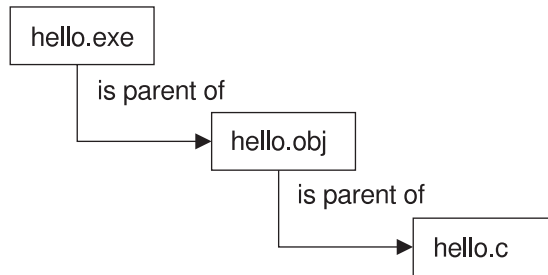 hello.exe
is parent of
hello.obj
is parent of
hello.c